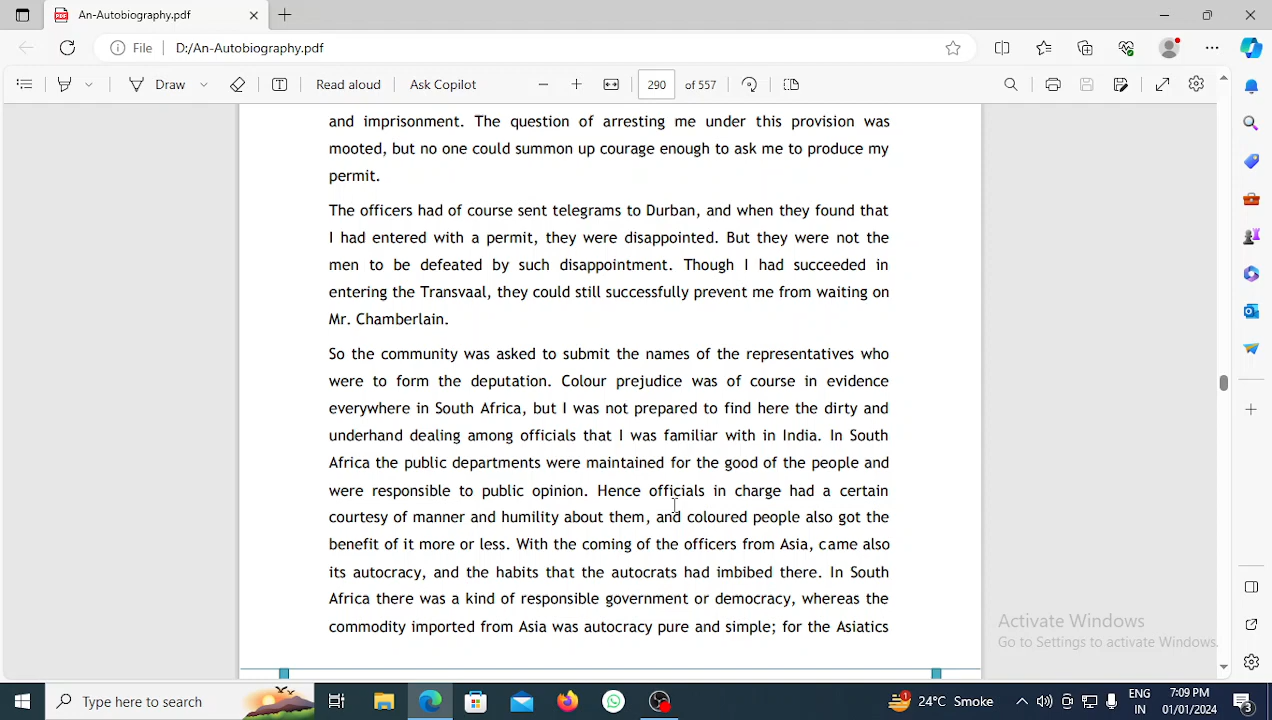 An-Autobiography.pdf
File D:/An-Autobiography.pdf
Draw Read aloud Ask Copilot 290 of 557
and imprisonment. The question of arresting me under this provision was
mooted, but no one could summon up courage enough to ask me to produce my
permit.
The officers had of course sent telegrams to Durban, and when they found that
I had entered with a permit, they were disappointed. But they were not the
men to be defeated by such disappointment. Though I had succeeded in
entering the Transvaal, they could still successfully prevent me from waiting on
Mr. Chamberlain.
So the community was asked to submit the names of the representatives who
were to form the deputation. Colour prejudice was of course in evidence
everywhere in South Africa, but I was not prepared to find here the dirty and
underhand dealing among officials that I was familiar with in India. In South
Africa the public departments were maintained for the good of the people and
were responsible to public opinion. Hence officials in charge had a certain
courtesy of manner and humility about them, and coloured people also got the
benefit of it more or less. With the coming of the officers from Asia, came also
its autocracy, and the habits that the autocrats had imbibed there. In South
Africa there was a kind of responsible government or democracy, whereas the
commodity imported from Asia was autocracy pure and simple; for the Asiatics
Activate Windows
Go to Settings to activate Windows.
Type here to search
1
24°C Smoke
ENG
IN
7:09 PM
01/01/2024
3